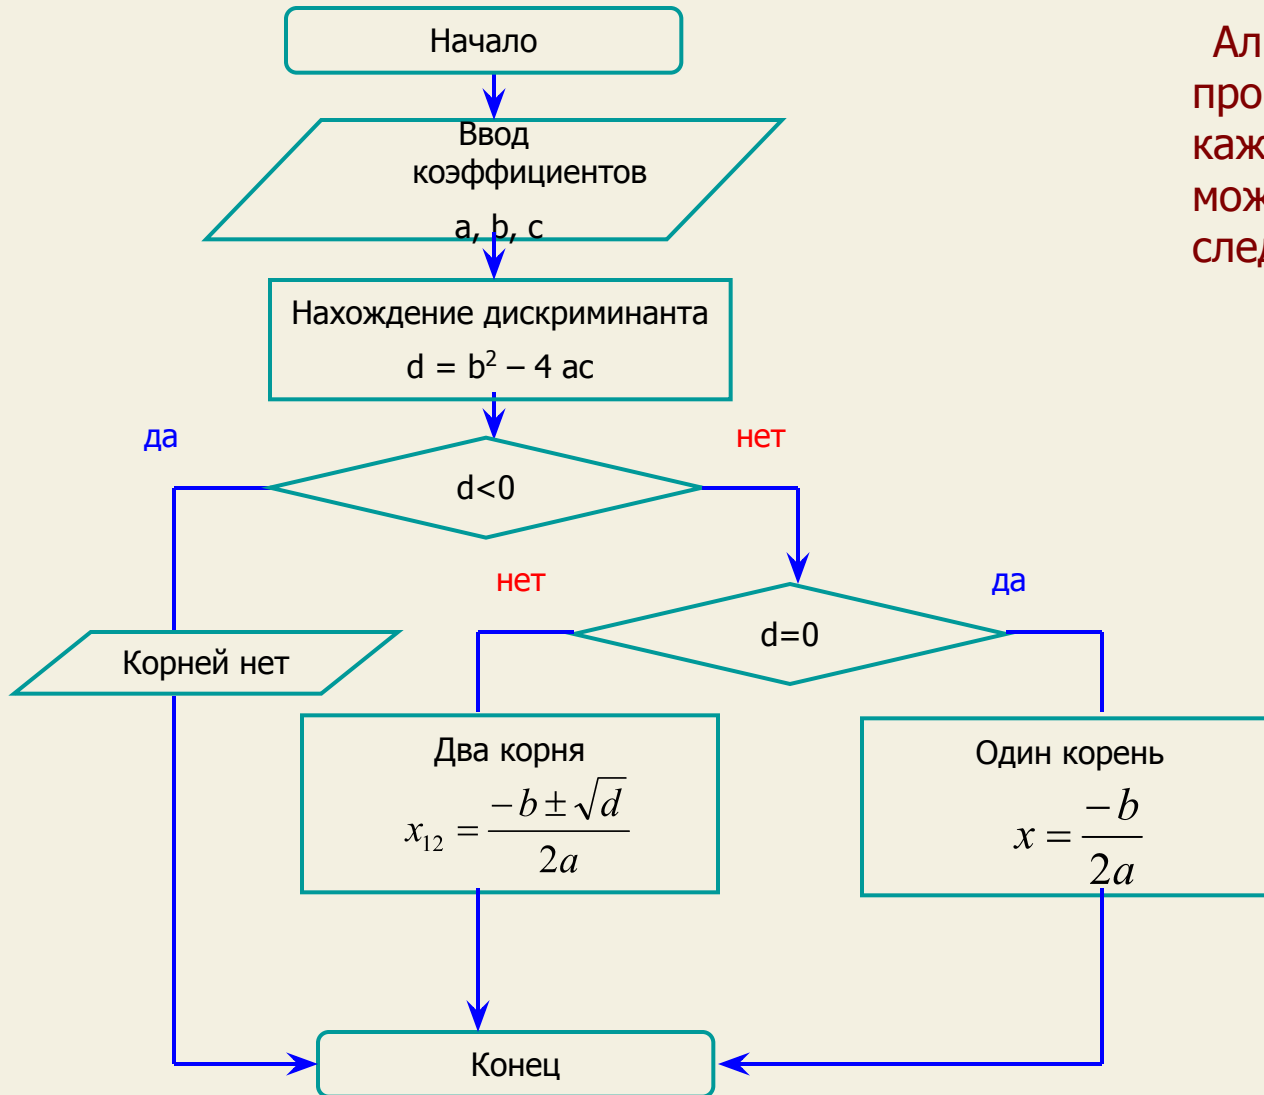 Начало
Ввод
коэффициентов
a, b, c
Нахождение дискриминанта
d = b² – 4 ac
да
нет
d<0
нет
да
d=0
Корней нет
Два корня
x₁₂ = (−b ± √d) / 2a
Один корень
x = −b / 2a
Конец
Ал
про
каж
мож
след